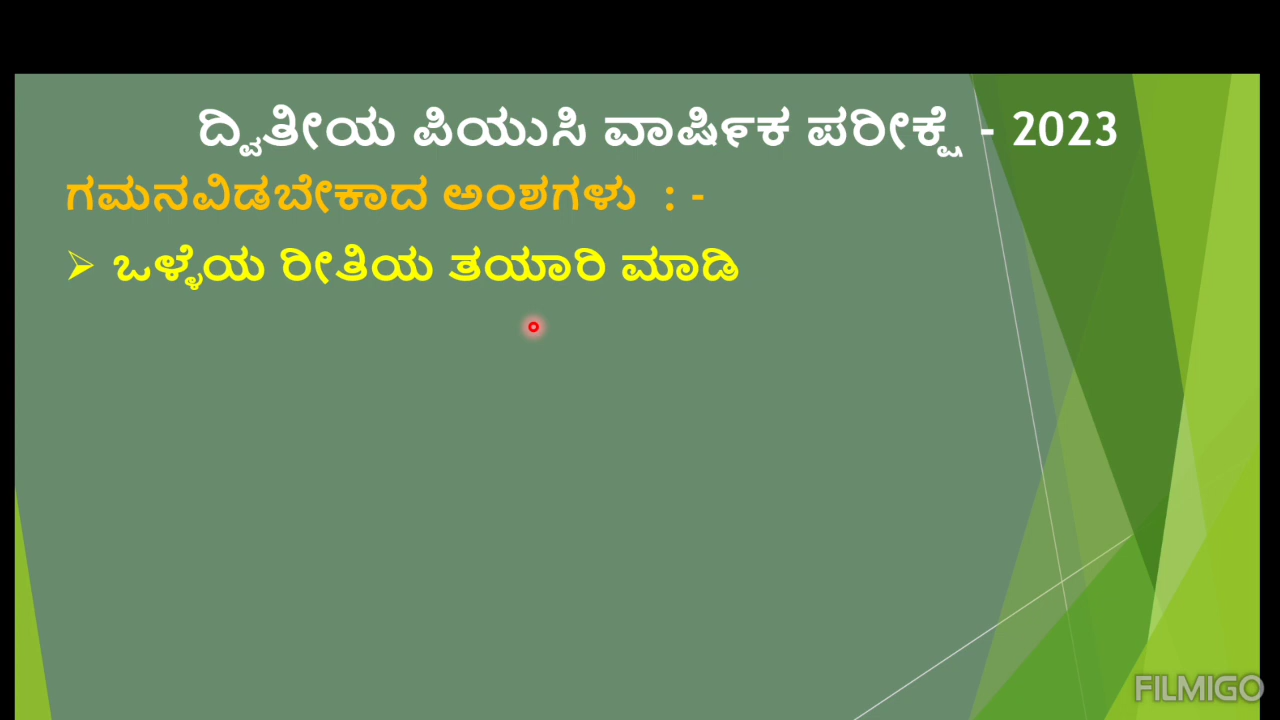 ದ್ವಿತೀಯ ಪಿಯುಸಿ ವಾರ್ಷಿಕ ಪರೀಕ್ಷೆ - 2023
ಗಮನವಿಡಬೇಕಾದ ಅಂಶಗಳು : -
➢ ಒಳ್ಳೆಯ ರೀತಿಯ ತಯಾರಿ ಮಾಡಿ
FILMIGO